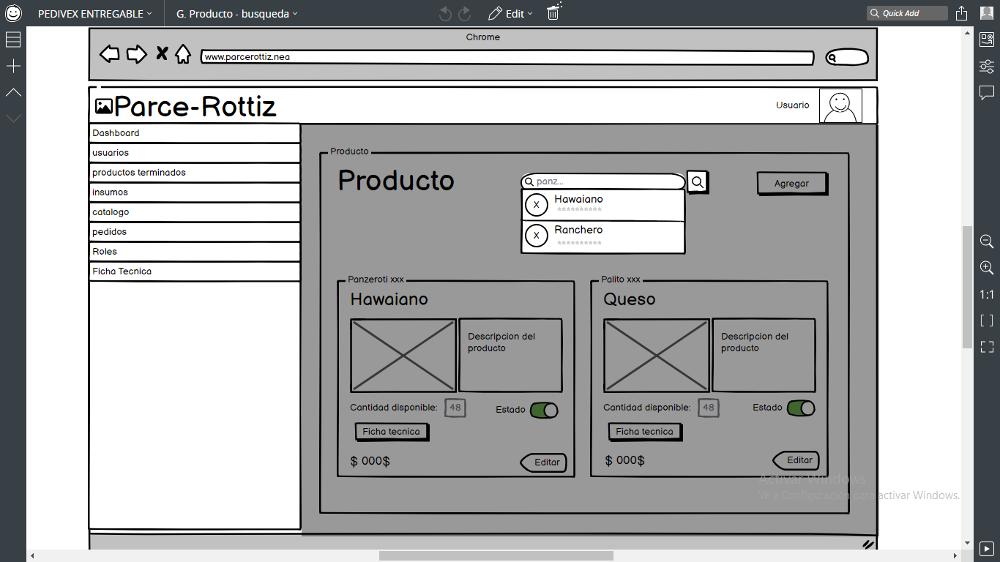 PEDIVEX ENTREGABLE
G. Producto - busqueda
Edit
Quick Add
Chrome
www.parcerottiz.nea
Parce-Rottiz
Usuario
Dashboard
usuarios
productos terminados
insumos
catalogo
pedidos
Roles
Ficha Tecnica
Producto
Producto
panz...
Agregar
X
Hawaiano
**********
X
Ranchero
**********
Panzeroti xxx
Hawaiano
Descripcion del
producto
Cantidad disponible: 48
Estado
Ficha tecnica
$ 000$
Editar
Palito xxx
Queso
Descripcion del
producto
Cantidad disponible: 48
Estado
Ficha tecnica
$ 000$
Editar
Activar Windows
Ve a Configuración para activar Windows.
1:1